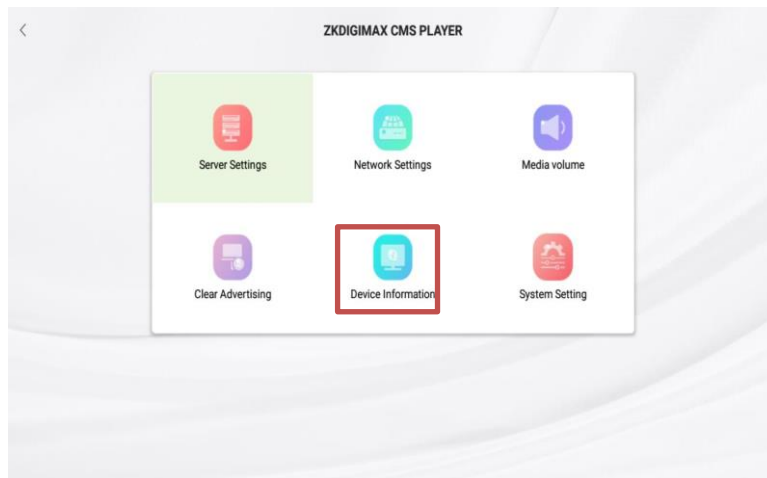 ZKDIGIMAX CMS PLAYER
Server Settings
Network Settings
Media volume
Clear Advertising
Device Information
System Setting